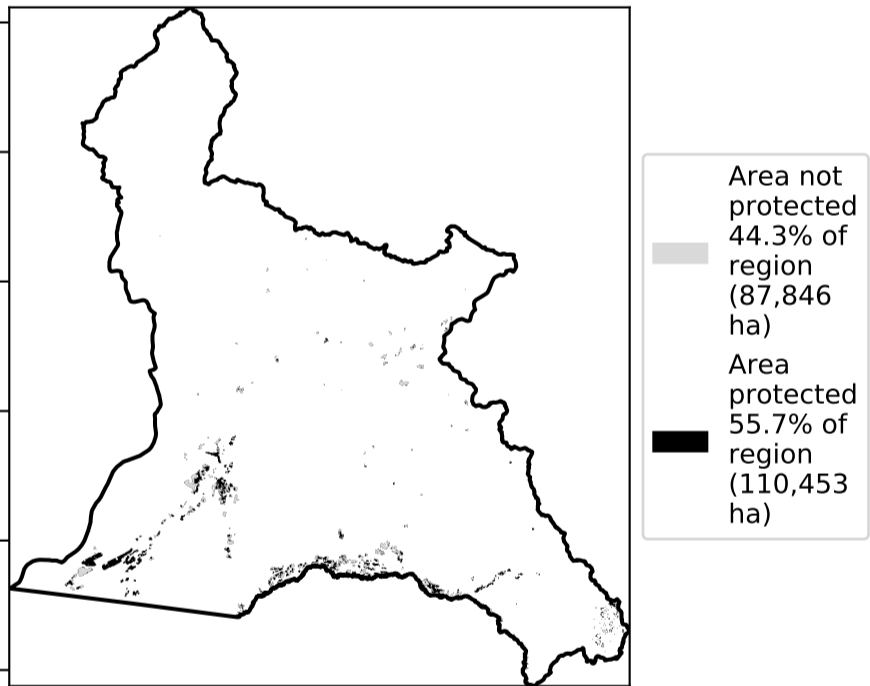 Area not
protected
44.3% of
region
(87,846
ha)
Area
protected
55.7% of
region
(110,453
ha)